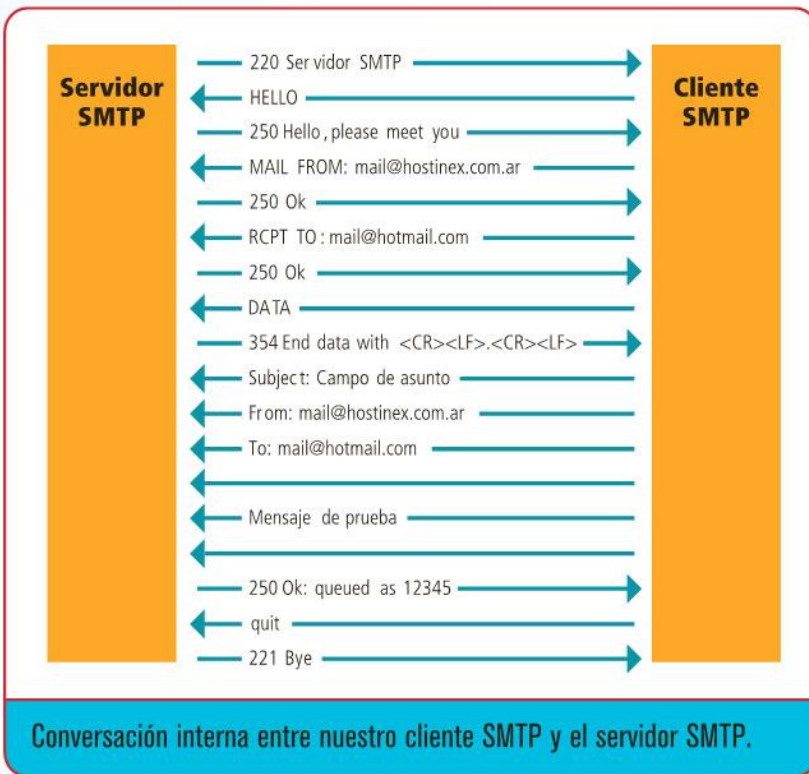 Servidor
SMTP
Cliente
SMTP
220 Servidor SMTP
HELLO
250 Hello, please meet you
MAIL FROM: mail@hostinex.com.ar
250 Ok
RCPT TO: mail@hotmail.com
250 Ok
DATA
354 End data with <CR><LF>.<CR><LF>
Subject: Campo de asunto
From: mail@hostinex.com.ar
To: mail@hotmail.com
Mensaje de prueba
250 Ok: queued as 12345
quit
221 Bye
Conversación interna entre nuestro cliente SMTP y el servidor SMTP.